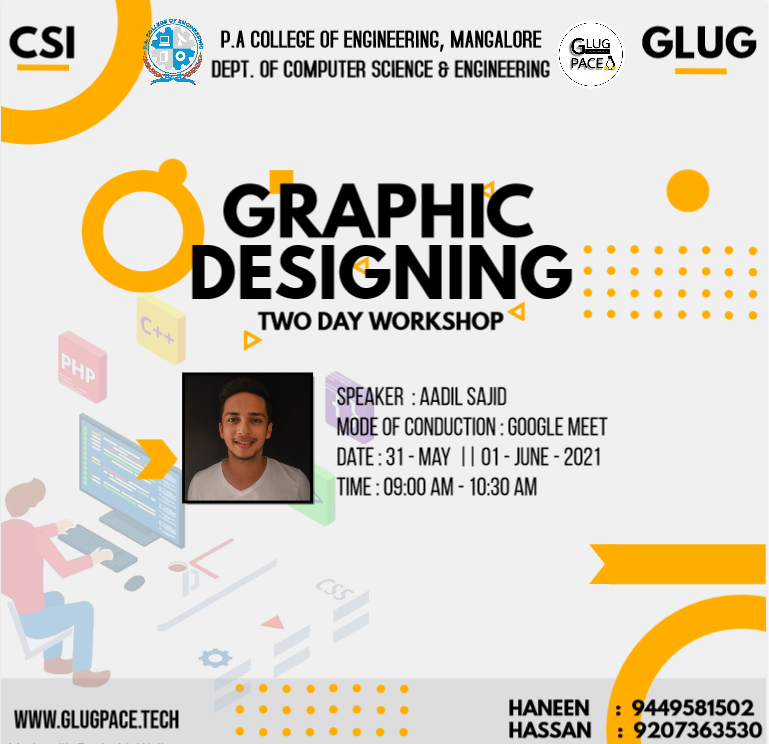 CSI
P.A COLLEGE OF ENGINEERING, MANGALORE
DEPT. OF COMPUTER SCIENCE & ENGINEERING
GLUG
PACE
GLUG
GRAPHIC
DESIGNING
TWO DAY WORKSHOP
C++
PHP
SPEAKER : AADIL SAJID
MODE OF CONDUCTION : GOOGLE MEET
DATE : 31 - MAY || 01 - JUNE - 2021
TIME : 09:00 AM - 10:30 AM
CSS
WWW.GLUGPACE.TECH
HANEEN : 9449581502
HASSAN : 9207363530